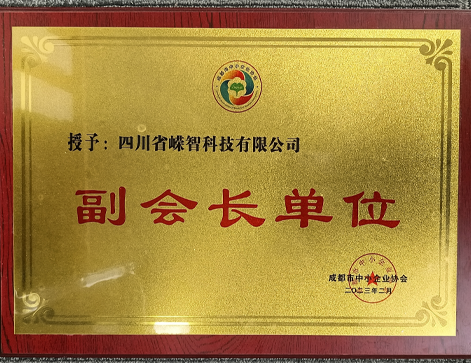 授予：四川省嵘智科技有限公司
副会长单位
成都市中小企业协会
二〇二三年二月